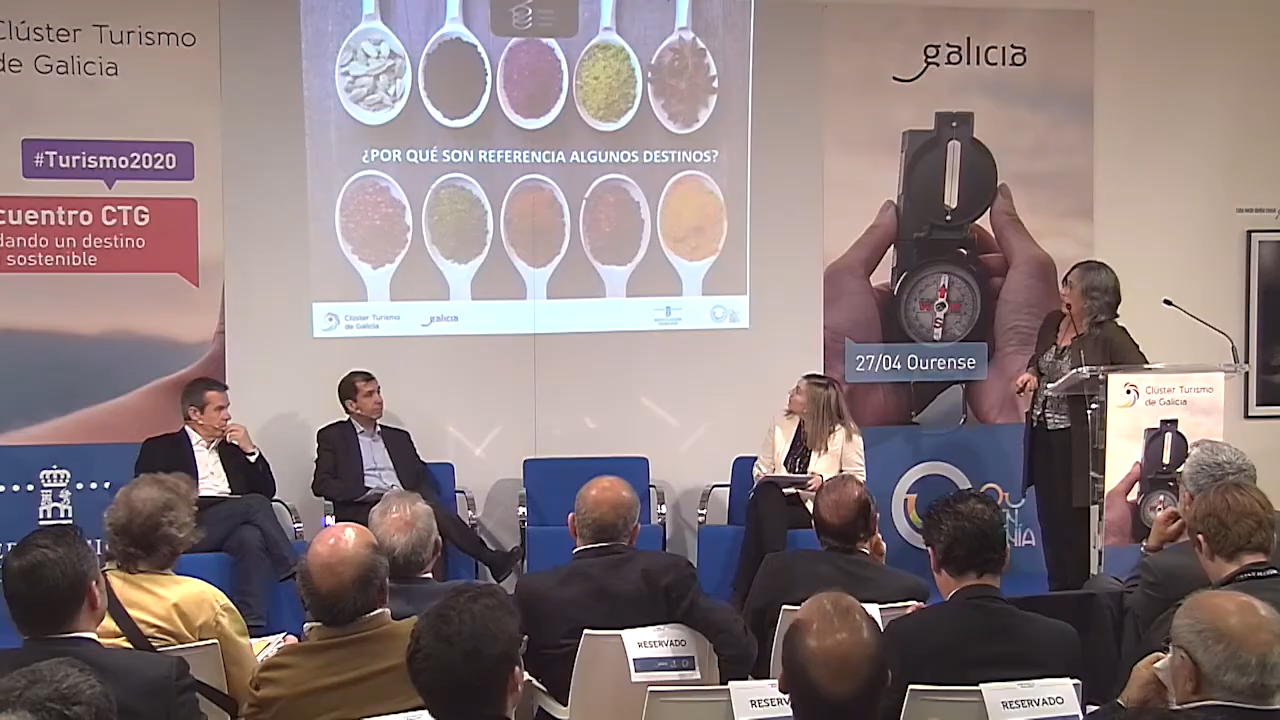 Clúster Turismo
de Galicia
#Turismo2020
cuentro CTG
dando un destino
sostenible
¿POR QUÉ SON REFERENCIA ALGUNOS DESTINOS?
Clúster Turismo
de Galicia
galicia
galicia
27/04 Ourense
Clúster Turismo
de Galicia
RESERVADO
RESERV
RESERVADO